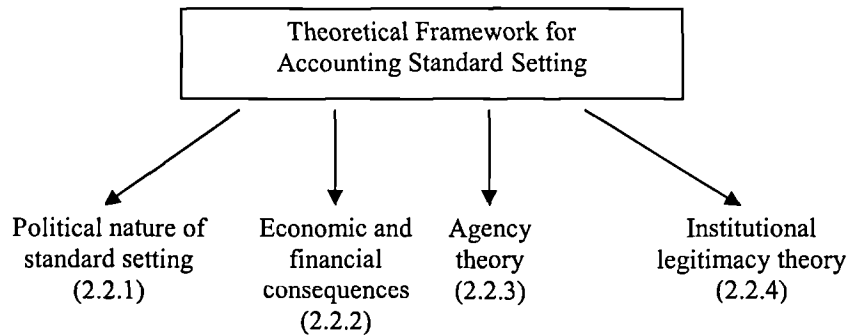 Theoretical Framework for
Accounting Standard Setting
Political nature of
standard setting
(2.2.1)
Economic and
financial
consequences
(2.2.2)
Agency
theory
(2.2.3)
Institutional
legitimacy theory
(2.2.4)